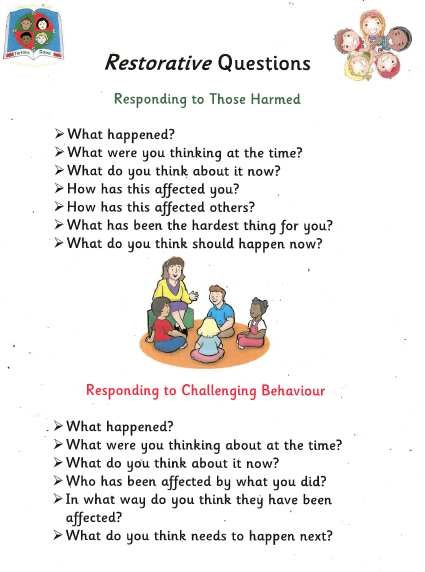 Restorative Questions
Responding to Those Harmed
➢ What happened?
➢ What were you thinking at the time?
➢ What do you think about it now?
➢ How has this affected you?
➢ How has this affected others?
➢ What has been the hardest thing for you?
➢ What do you think should happen now?
Responding to Challenging Behaviour
➢ What happened?
➢ What were you thinking about at the time?
➢ What do you think about it now?
➢ Who has been affected by what you did?
➢ In what way do you think they have been
affected?
➢ What do you think needs to happen next?